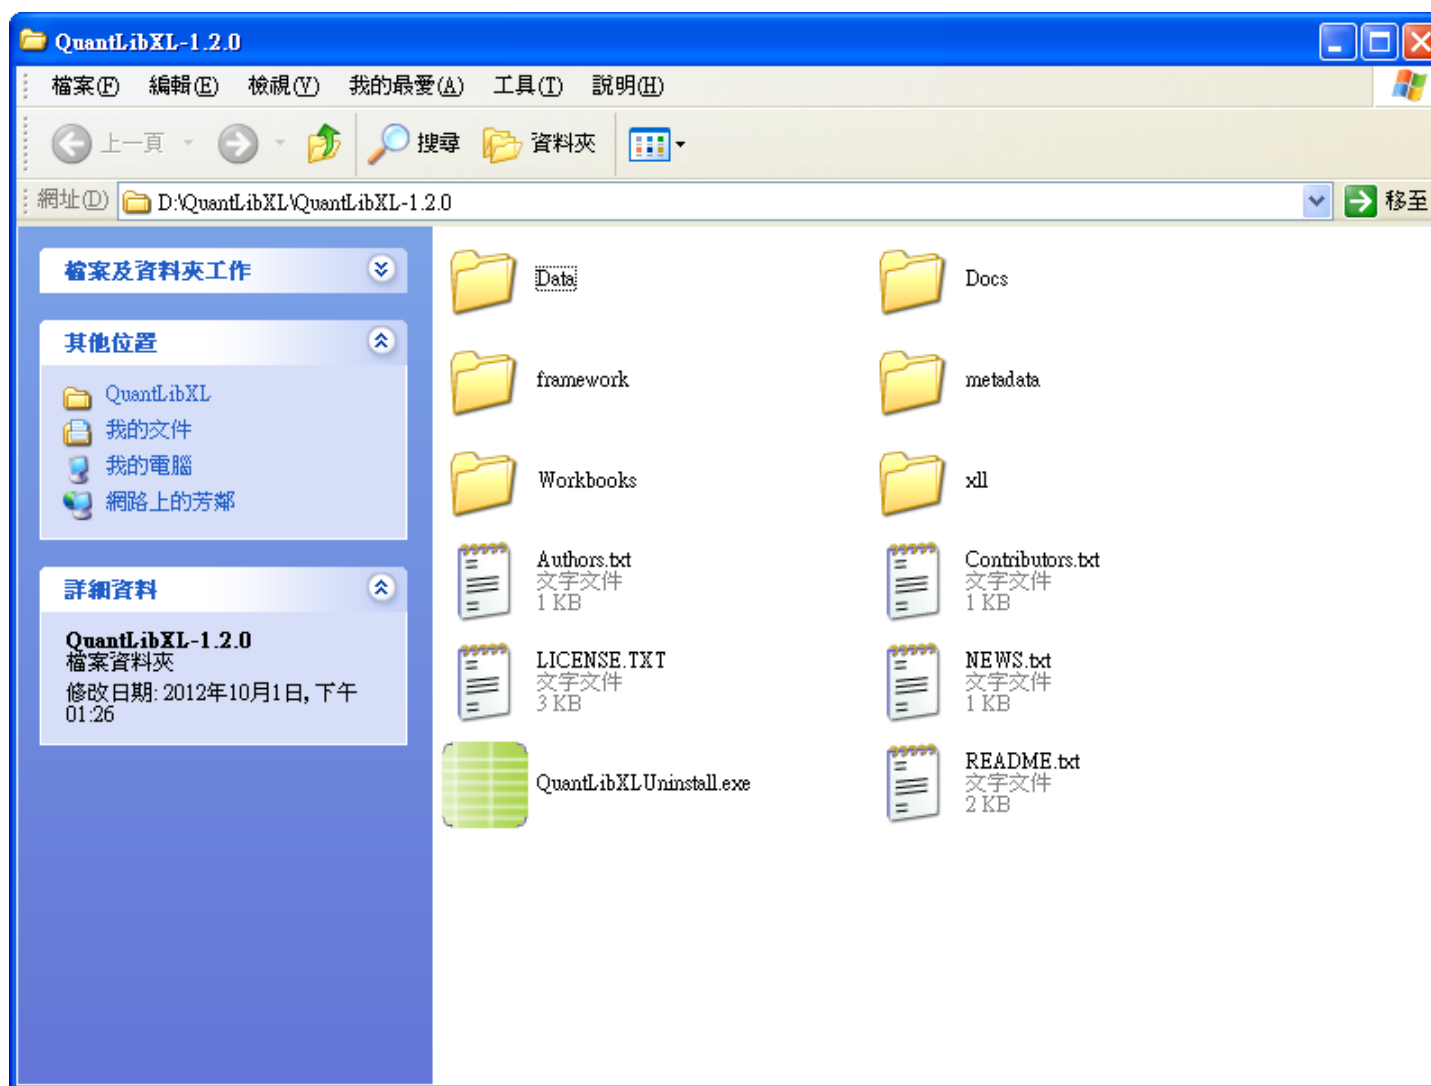 QuantLibXL-1.2.0
檔案(F) 編輯(E) 檢視(V) 我的最愛(A) 工具(T) 說明(H)
上一頁 搜尋 資料夾
網址(D) D:\QuantLibXL\QuantLibXL-1.2.0 移至
檔案及資料夾工作
其他位置
QuantLibXL
我的文件
我的電腦
網路上的芳鄰
詳細資料
QuantLibXL-1.2.0
檔案資料夾
修改日期: 2012年10月1日, 下午
01:26
Data
Docs
framework
metadata
Workbooks
xll
Authors.txt
文字文件
1 KB
Contributors.txt
文字文件
1 KB
LICENSE.TXT
文字文件
3 KB
NEWS.txt
文字文件
1 KB
QuantLibXLUninstall.exe
README.txt
文字文件
2 KB